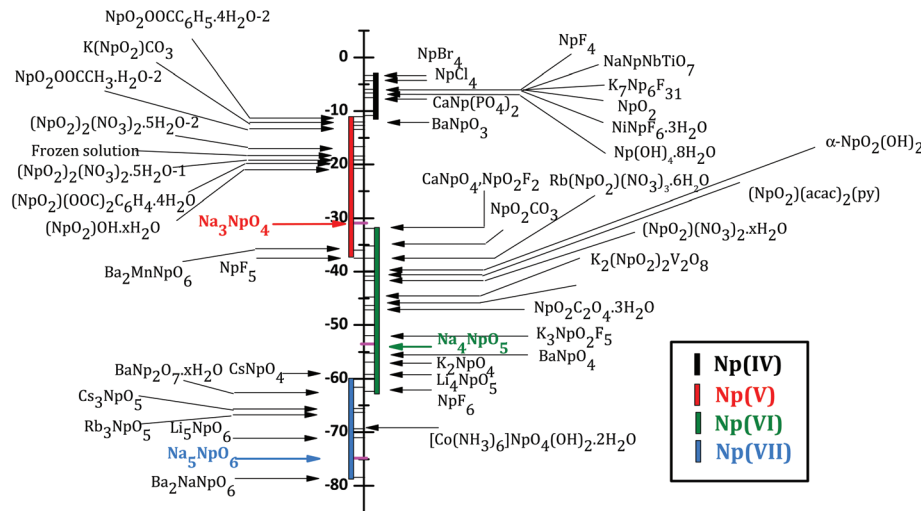 NpO2OOCC6H5.4H2O-2
K(NpO2)CO3
NpO2OOCCH3.H2O-2
(NpO2)2(NO3)2.5H2O-2
Frozen solution
(NpO2)2(NO3)2.5H2O-1
(NpO2)(OOC)2C6H4.4H2O
(NpO2)OH.xH2O
Na3NpO4
Ba2MnNpO6
NpF5
BaNp2O7.xH2O
CsNpO4
Cs3NpO5
Rb3NpO5
Li5NpO6
Na5NpO6
Ba2NaNpO6
0
-10
-20
-30
-40
-50
-60
-70
-80
NpBr4
NpCl4
CaNp(PO4)2
BaNpO3
NpF4
NaNpNbTiO7
K7Np6F31
NpO2
NiNpF6.3H2O
Np(OH)4.8H2O
α-NpO2(OH)2
CaNpO4,NpO2F2
Rb(NpO2)(NO3)3.6H2O
(NpO2)(acac)2(py)
NpO2CO3
(NpO2)(NO3)2.xH2O
K2(NpO2)2V2O8
NpO2C2O4.3H2O
K3NpO2F5
Na4NpO5
BaNpO4
K2NpO4
Li4NpO5
NpF6
[Co(NH3)6]NpO4(OH)2.2H2O
Np(IV)
Np(V)
Np(VI)
Np(VII)